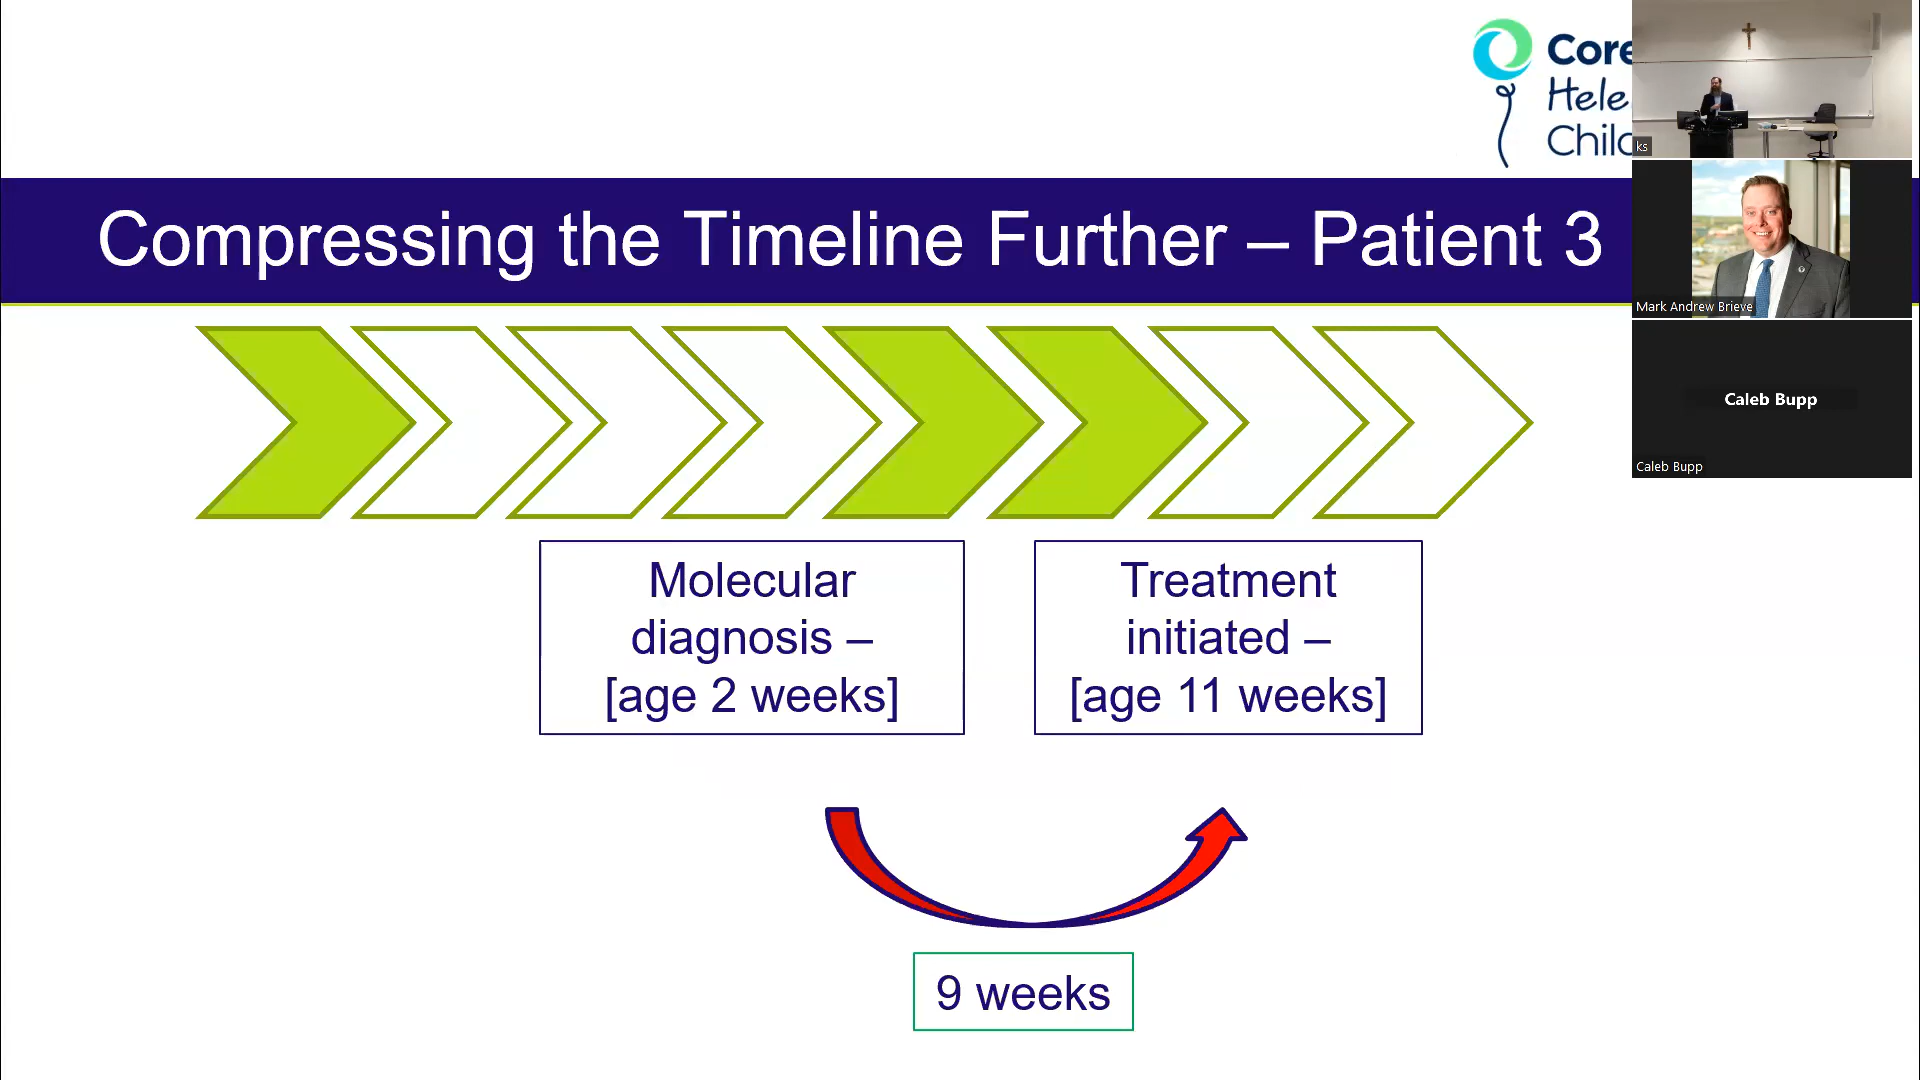 Core
Hele
Chilc
Compressing the Timeline Further – Patient 3
Molecular
diagnosis –
[age 2 weeks]
Treatment
initiated –
[age 11 weeks]
9 weeks
ks
Mark Andrew Brieve
Caleb Bupp
Caleb Bupp